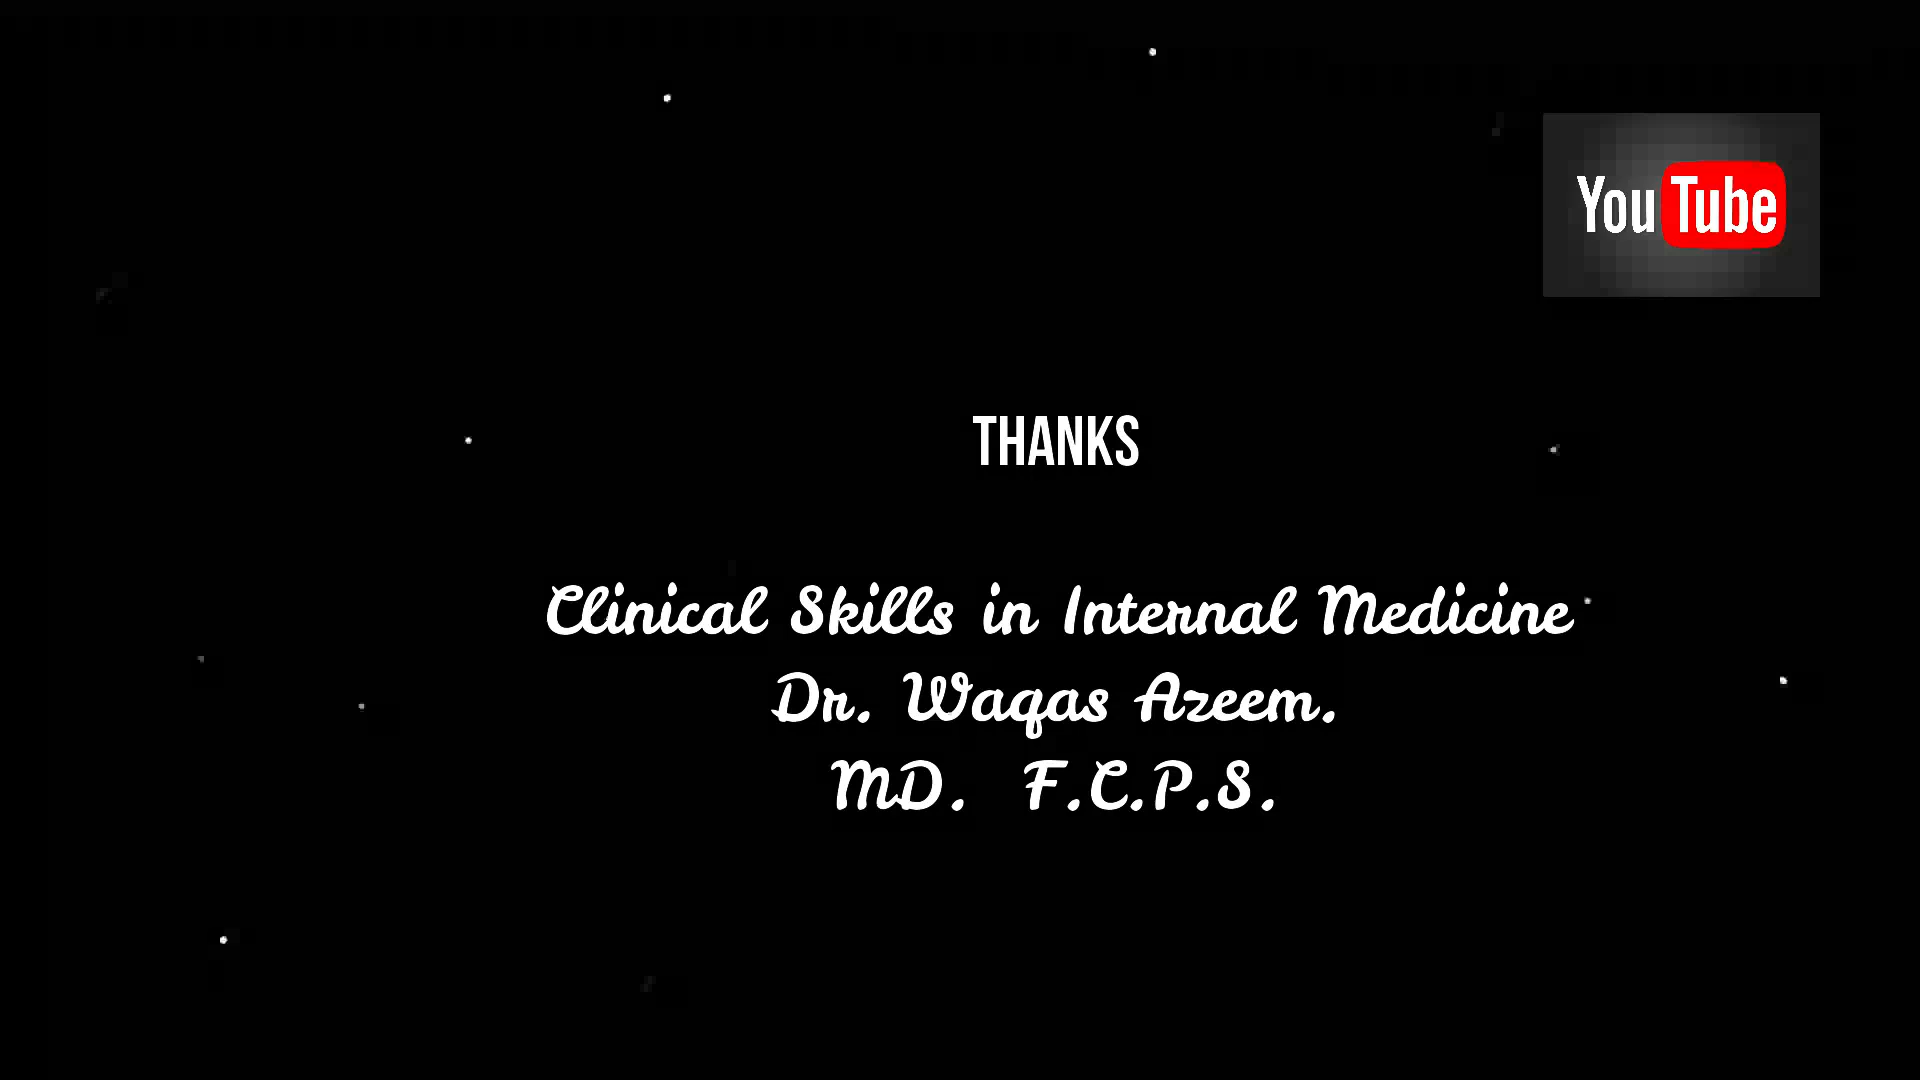 YouTube
THANKS
Clinical Skills in Internal Medicine
Dr. Waqas Azeem.
MD. F.C.P.S.